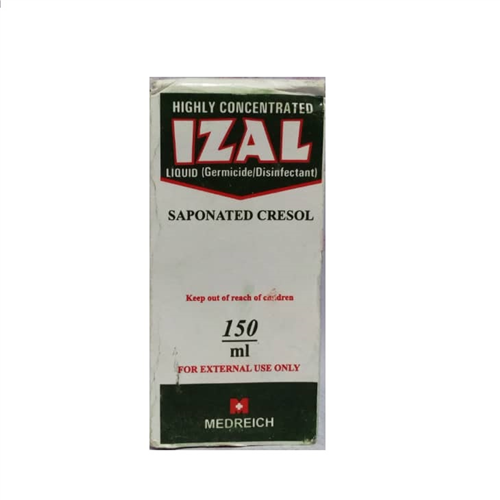 HIGHLY CONCENTRATED
IZAL
LIQUID (Germicide/Disinfectant)
SAPONATED CRESOL
Keep out of reach of children
150
ml
FOR EXTERNAL USE ONLY
MEDREICH